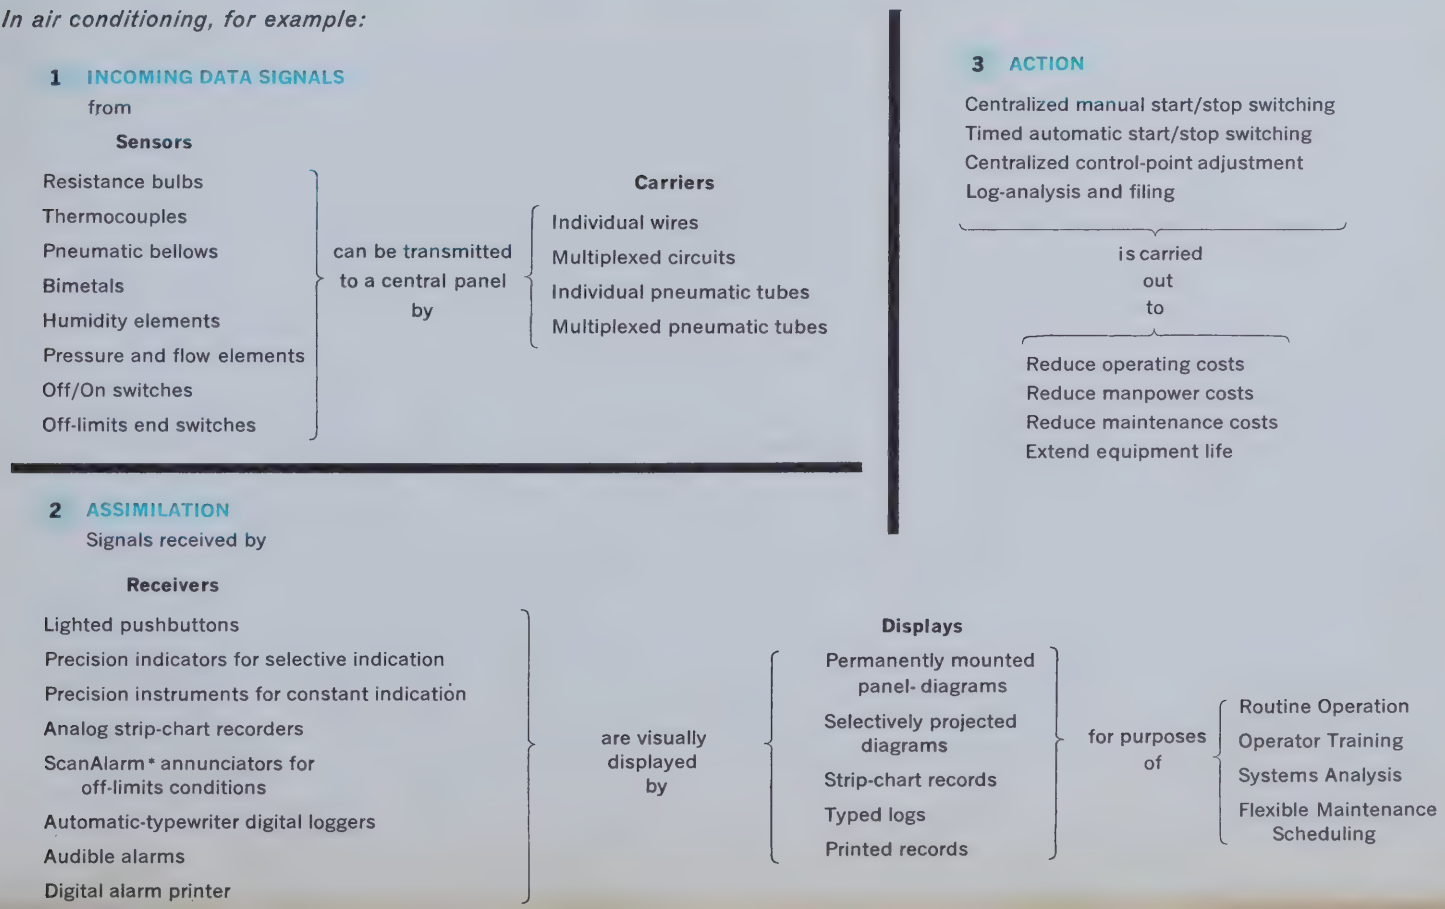 In air conditioning, for example:
1 INCOMING DATA SIGNALS
from
Sensors
Resistance bulbs
Thermocouples
Pneumatic bellows
Bimetals
Humidity elements
Pressure and flow elements
Off/On switches
Off-limits end switches
can be transmitted
to a central panel
by
Carriers
Individual wires
Multiplexed circuits
Individual pneumatic tubes
Multiplexed pneumatic tubes
2 ASSIMILATION
Signals received by
Receivers
Lighted pushbuttons
Precision indicators for selective indication
Precision instruments for constant indication
Analog strip-chart recorders
ScanAlarm* annunciators for
off-limits conditions
Automatic-typewriter digital loggers
Audible alarms
Digital alarm printer
are visually
displayed
by
Displays
Permanently mounted
panel- diagrams
Selectively projected
diagrams
Strip-chart records
Typed logs
Printed records
for purposes
of
Routine Operation
Operator Training
Systems Analysis
Flexible Maintenance
Scheduling
3 ACTION
Centralized manual start/stop switching
Timed automatic start/stop switching
Centralized control-point adjustment
Log-analysis and filing
is carried
out
to
Reduce operating costs
Reduce manpower costs
Reduce maintenance costs
Extend equipment life